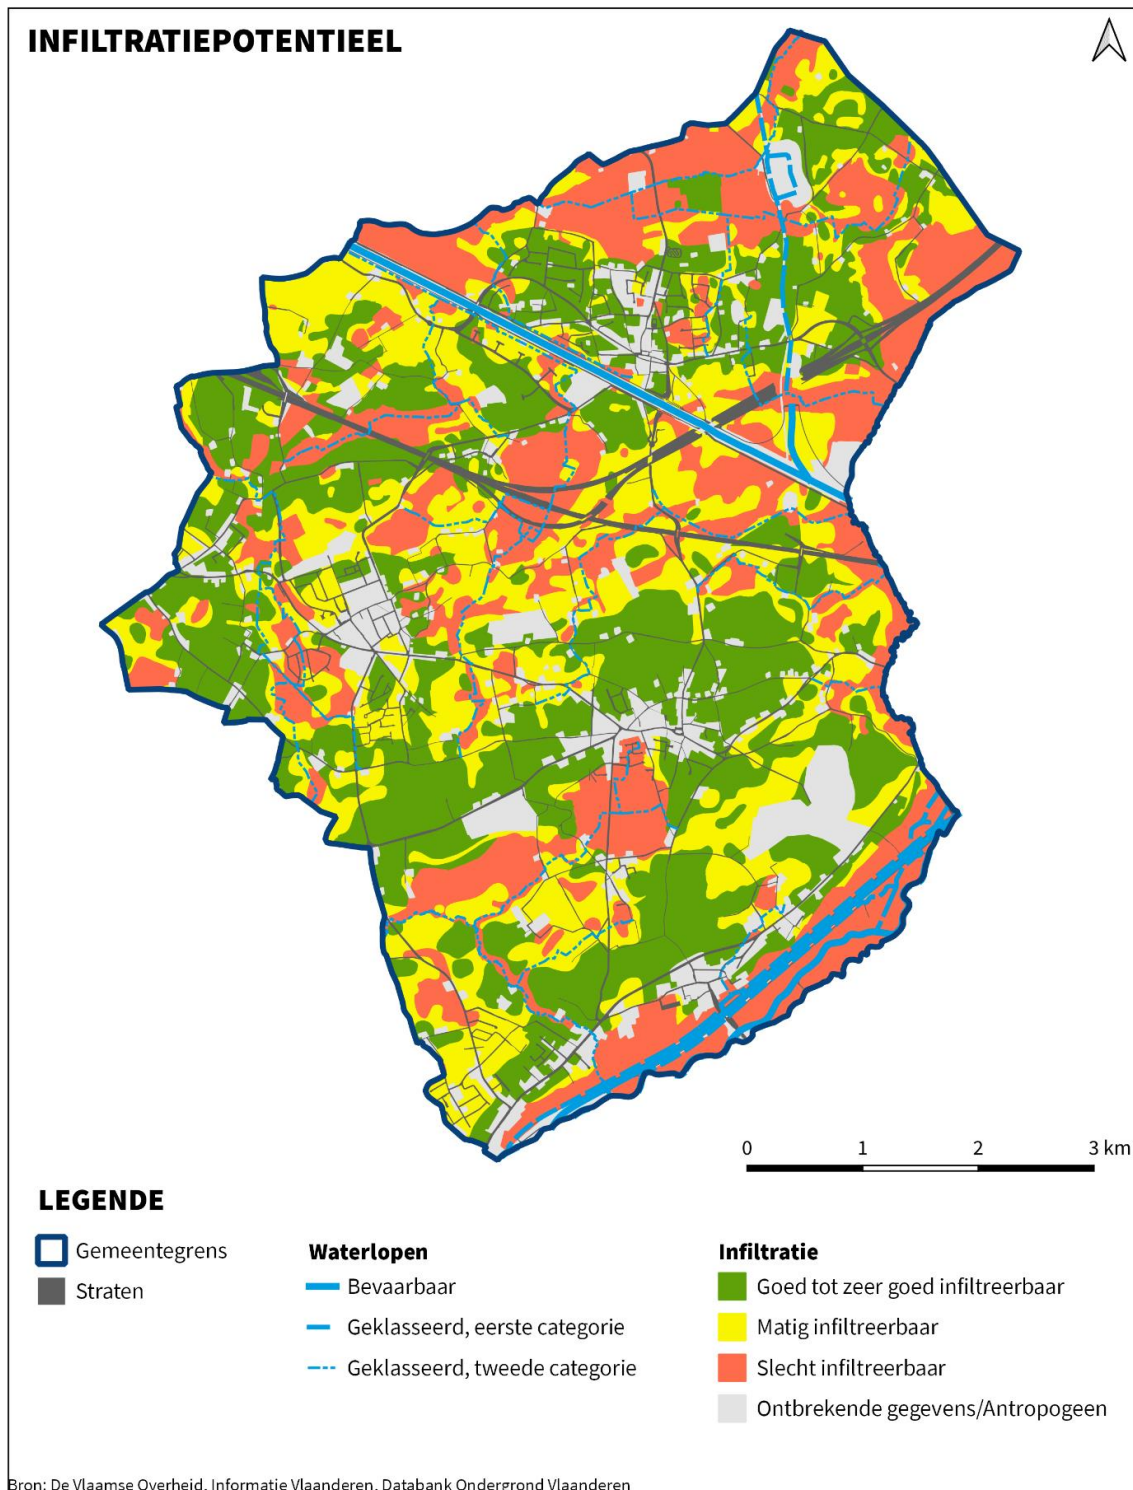 INFILTRATIEPOTENTIEEL
0 1 2 3 km
LEGENDE
Gemeentegrens
Straten
Waterlopen
Bevaarbaar
Geklasseerd, eerste categorie
Geklasseerd, tweede categorie
Infiltratie
Goed tot zeer goed infiltreerbaar
Matig infiltreerbaar
Slecht infiltreerbaar
Ontbrekende gegevens/Antropogeen
Bron: De Vlaamse Overheid, Informatie Vlaanderen, Databank Ondergrond Vlaanderen